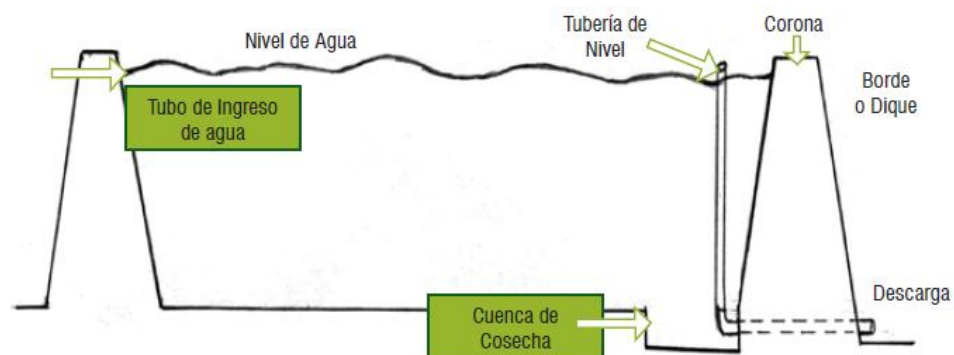 Nivel de Agua
Tubería de
Nivel
Corona
Borde
o Dique
Tubo de Ingreso
de agua
Cuenca de
Cosecha
Descarga